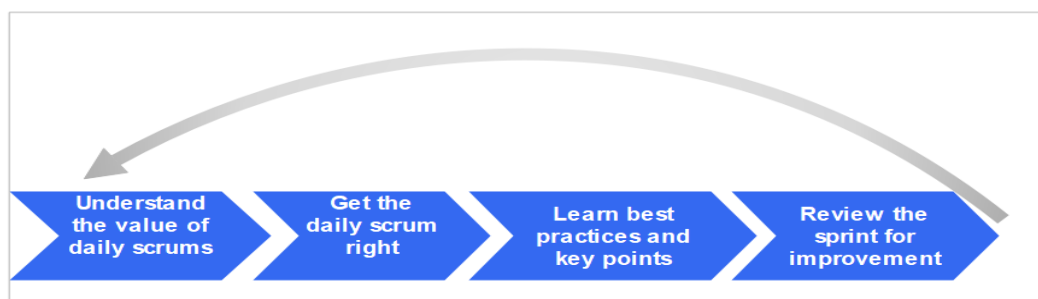 Understand
the value of
daily scrums
Get the
daily scrum
right
Learn best
practices and
key points
Review the
sprint for
improvement